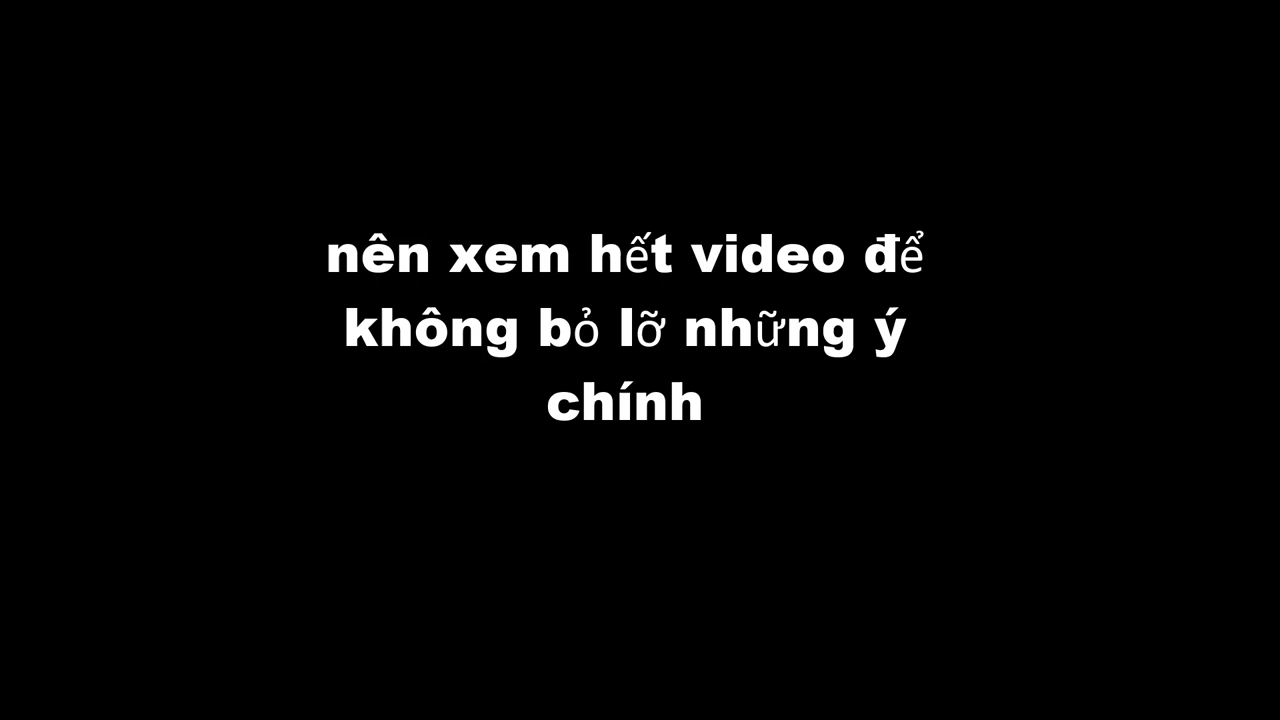 nên xem hết video để
không bỏ lỡ những ý
chính